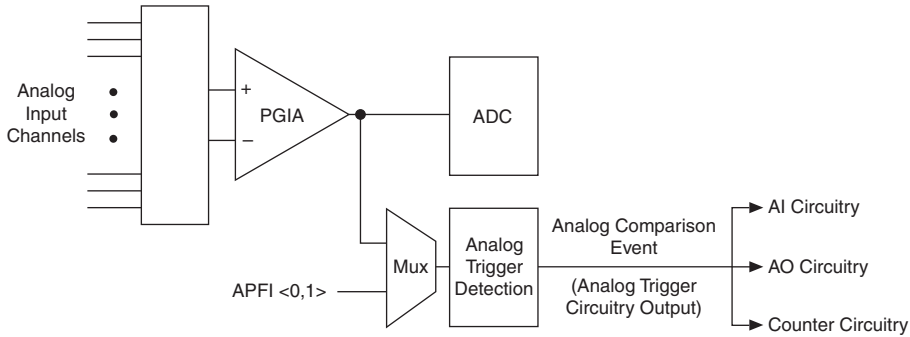 Analog
Input
Channels
+
PGIA
−
ADC
Mux
APFI <0,1>
Analog
Trigger
Detection
Analog Comparison
Event
(Analog Trigger
Circuitry Output)
AI Circuitry
AO Circuitry
Counter Circuitry